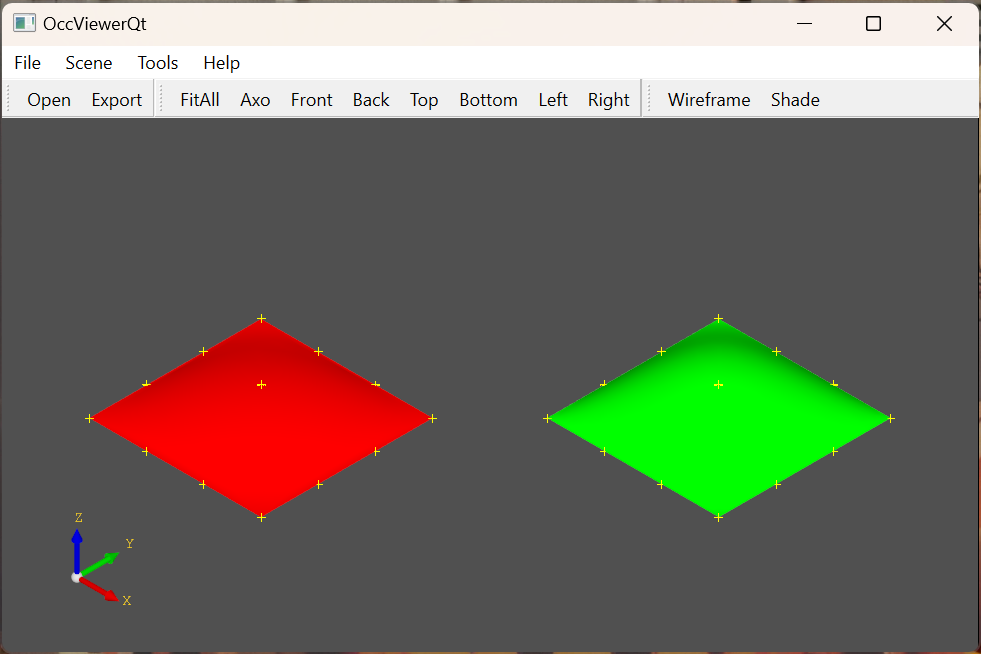 OccViewerQt
File Scene Tools Help
Open Export FitAll Axo Front Back Top Bottom Left Right Wireframe Shade
Z
Y
X